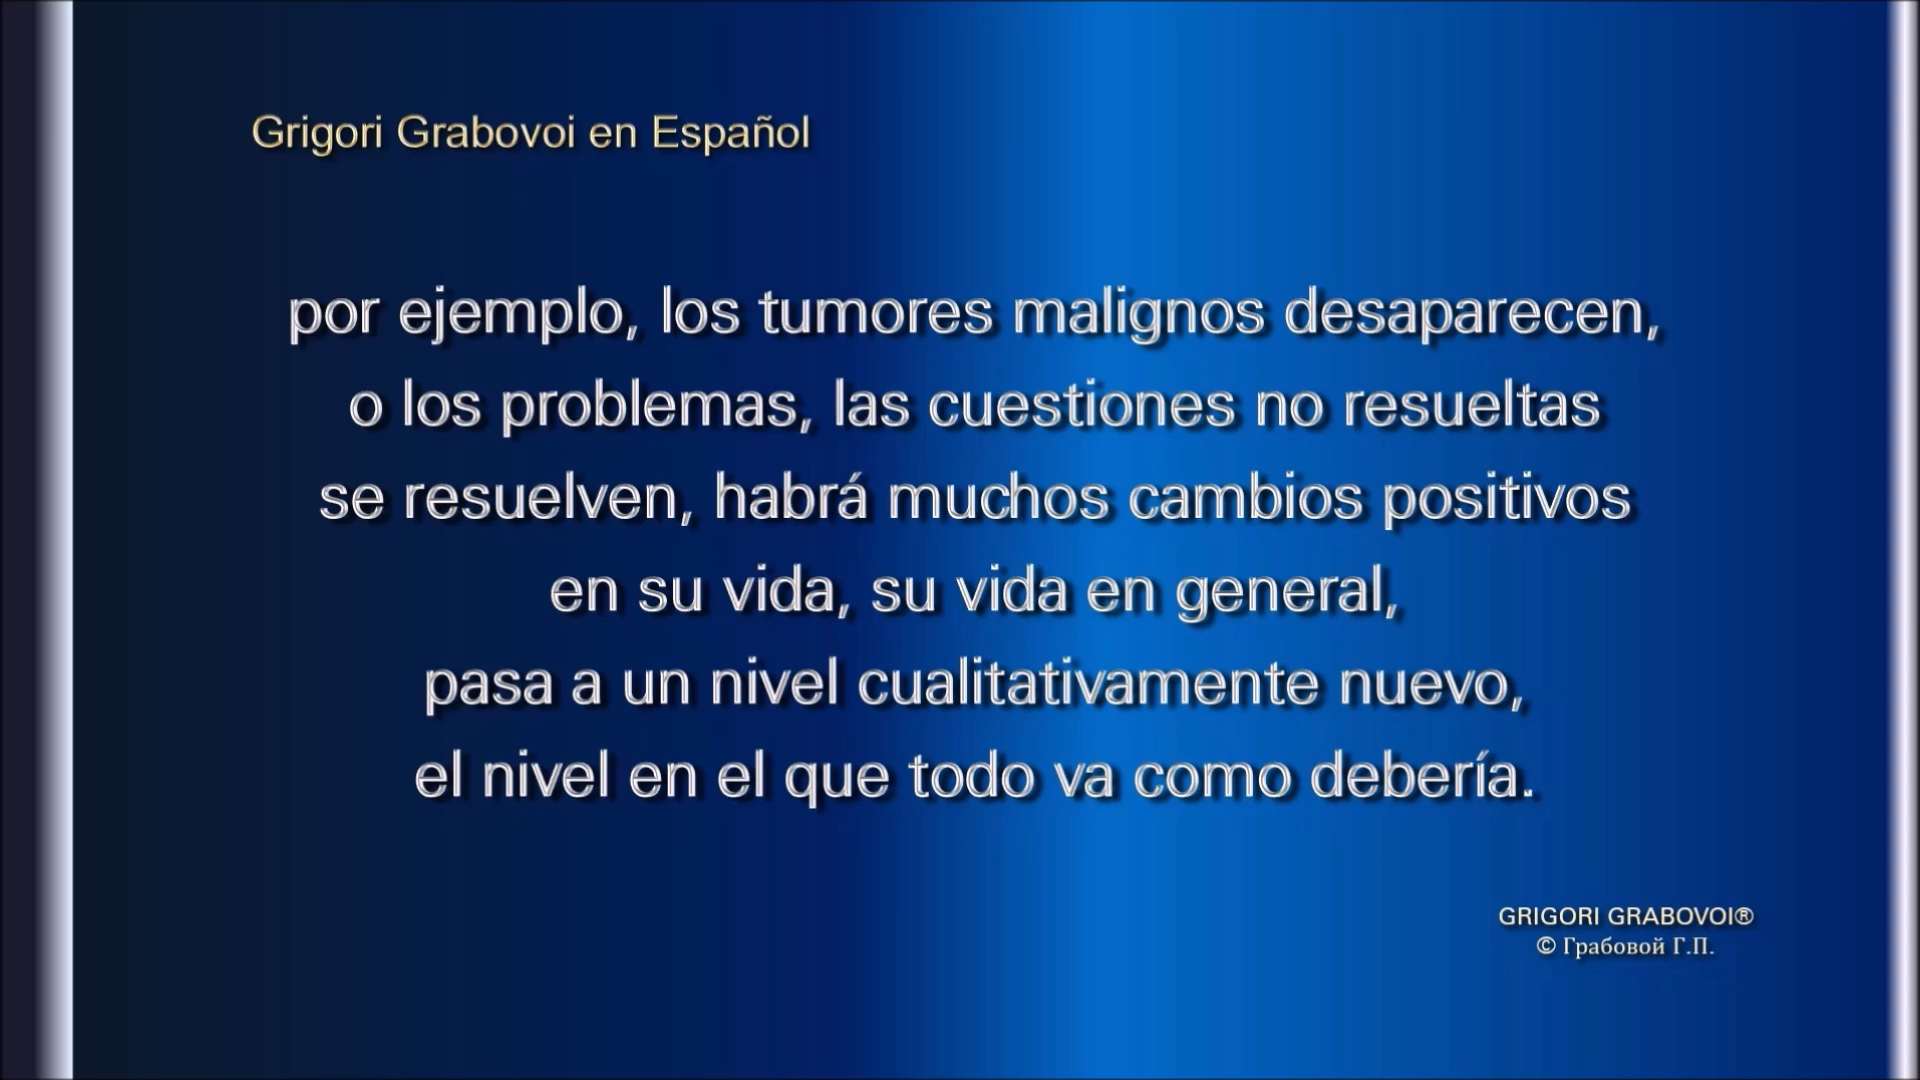 Grigori Grabovoi en Español
por ejemplo, los tumores malignos desaparecen,
o los problemas, las cuestiones no resueltas
se resuelven, habrá muchos cambios positivos
en su vida, su vida en general,
pasa a un nivel cualitativamente nuevo,
el nivel en el que todo va como debería.
GRIGORI GRABOVOI®
© Грабовой Г.П.